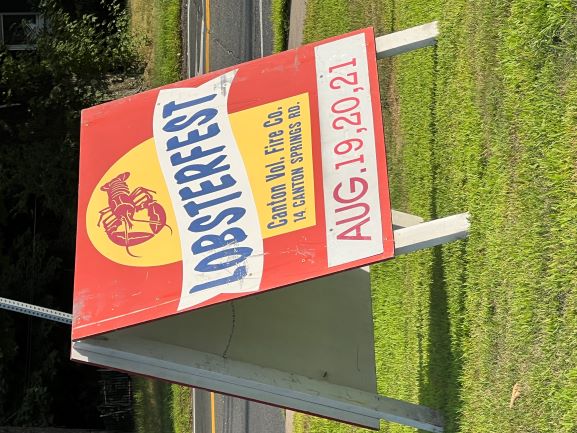 LOBSTERFEST
Canton Vol. Fire Co.
14 CANTON SPRINGS RD.
AUG.19,20,21